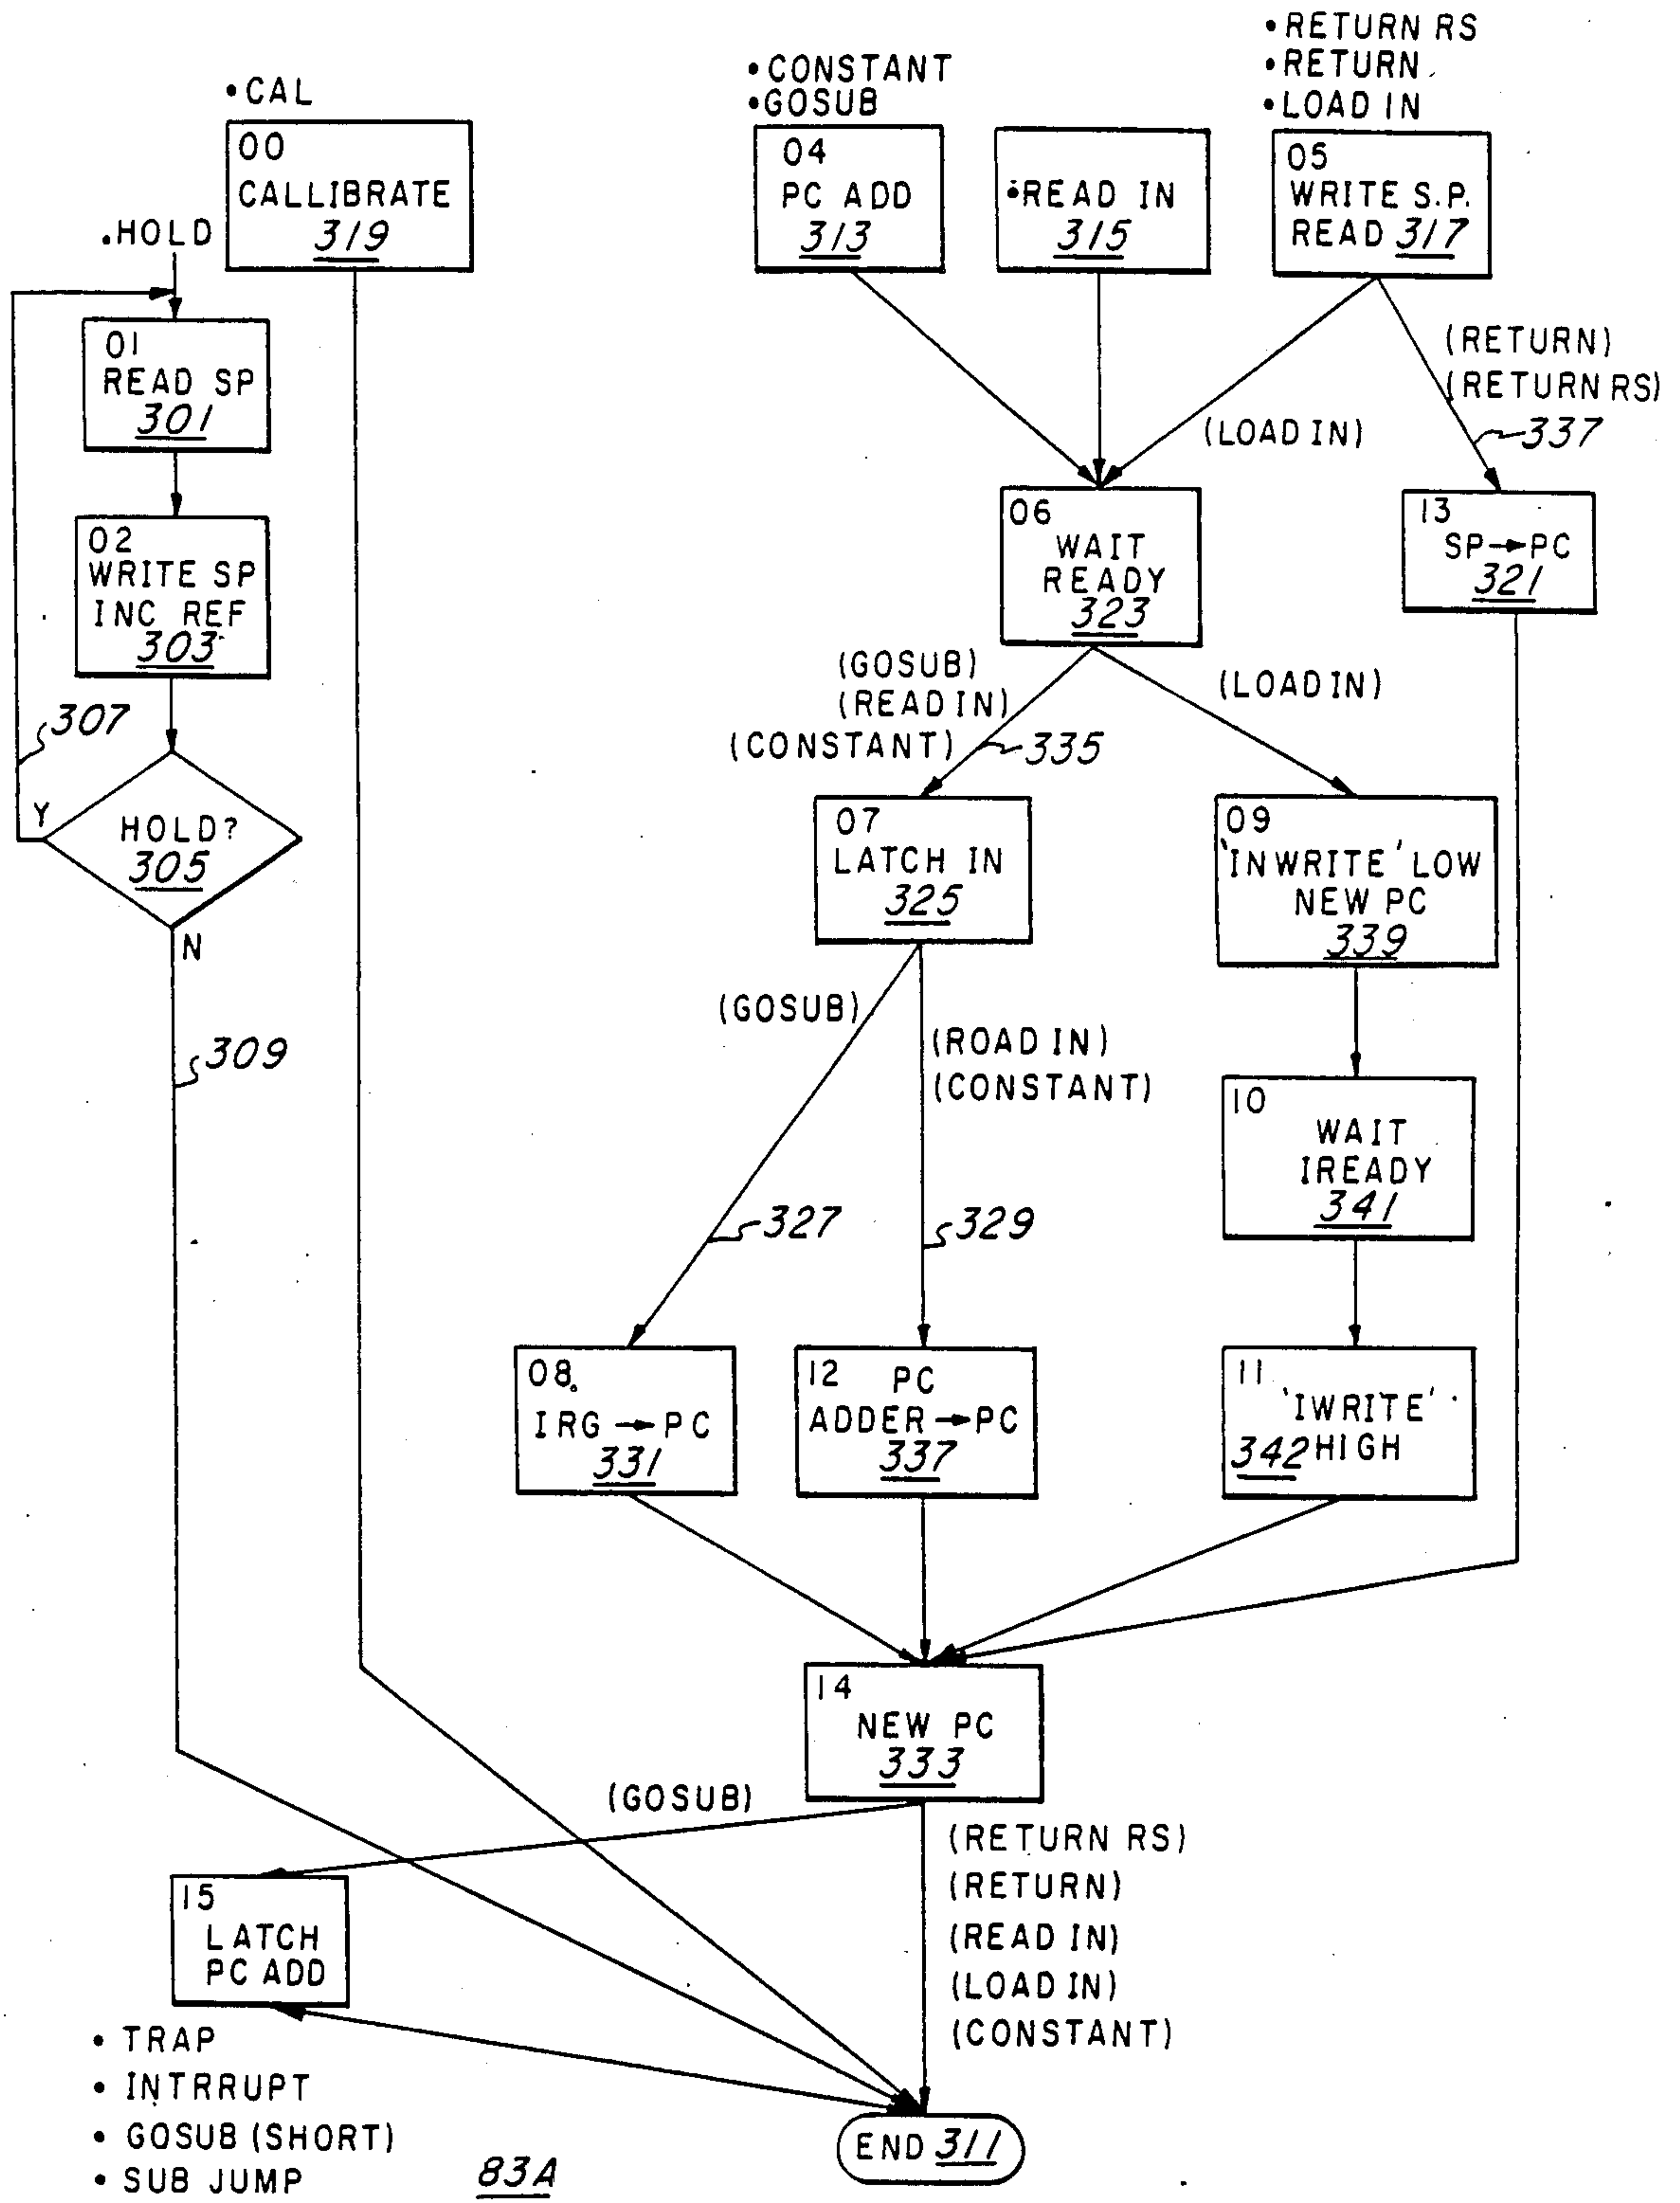 • RETURN RS
• RETURN
• LOAD IN
• CONSTANT
• GOSUB
• CAL
00
CALLIBRATE
319
.HOLD
04
PC ADD
313
•READ IN
315
05
WRITE S.P.
READ 317
01
READ SP
301
(RETURN)
(RETURN RS)
337
(LOAD IN)
02
WRITE SP
INC REF
303
06
WAIT
READY
323
13
SP→PC
321
(GOSUB)
(READ IN)
(CONSTANT)
335
(LOAD IN)
307
Y
HOLD?
305
N
07
LATCH IN
325
09
'INWRITE' LOW
NEW PC
339
(GOSUB)
(ROAD IN)
(CONSTANT)
309
10
WAIT
IREADY
341
327
329
08
IRG → PC
331
12 PC
ADDER → PC
337
11
'IWRITE'
342 HIGH
14
NEW PC
333
(GOSUB)
(RETURN RS)
(RETURN)
(READ IN)
(LOAD IN)
(CONSTANT)
15
LATCH
PC ADD
• TRAP
• INTRRUPT
• GOSUB (SHORT)
• SUB JUMP
83A
END 311